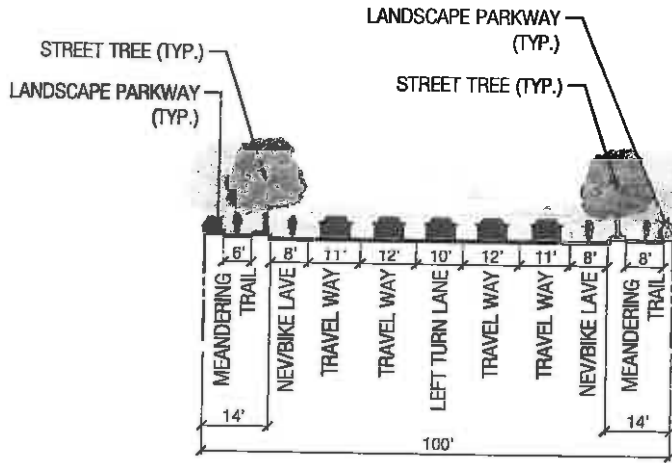 LANDSCAPE PARKWAY
(TYP.)
STREET TREE (TYP.)
STREET TREE (TYP.)
LANDSCAPE PARKWAY
(TYP.)
6'
8'
11'
12'
10'
12'
11'
8'
8'
MEANDERING
TRAIL
NEV/BIKE LAVE
TRAVEL WAY
TRAVEL WAY
LEFT TURN LANE
TRAVEL WAY
TRAVEL WAY
NEV/BIKE LAVE
MEANDERING
TRAIL
14'
14'
100'